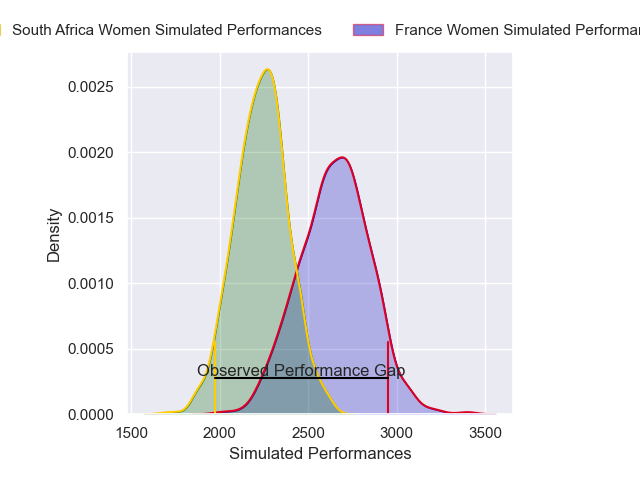 South Africa Women Simulated Performances
France Women Simulated Performan
0.0025
0.0020
0.0015
0.0010
0.0005
0.0000
Density
Observed Performance Gap
1500 2000 2500 3000 3500
Simulated Performances